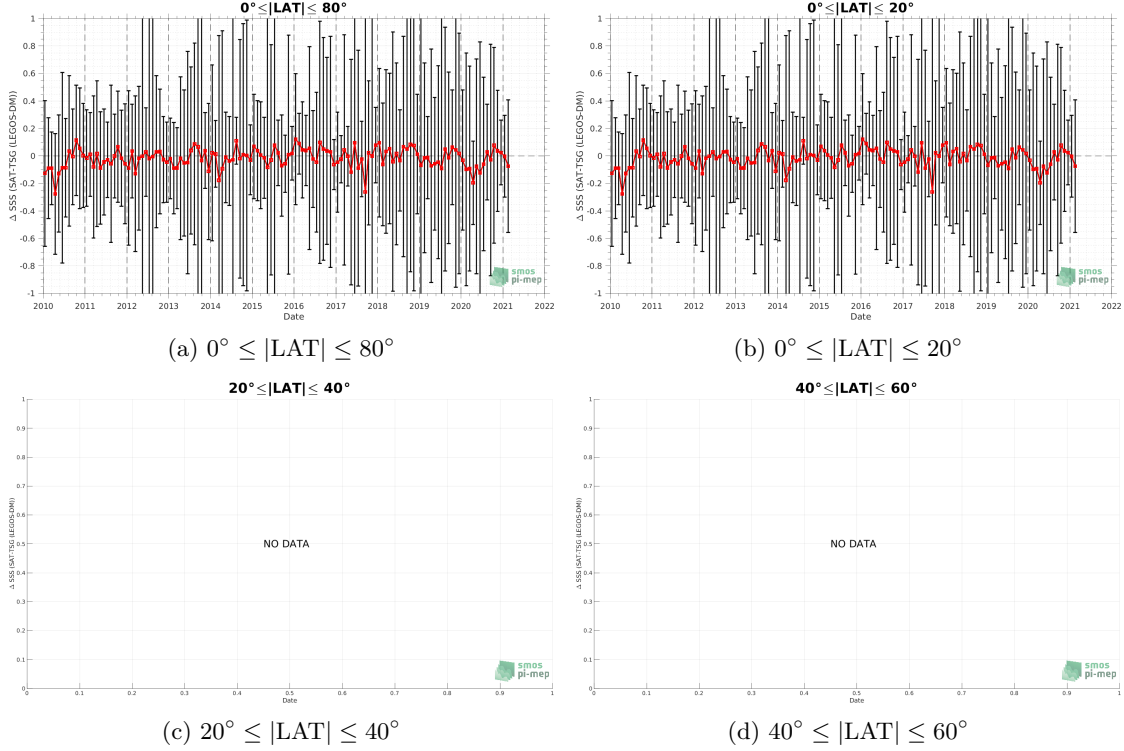 0°≤|LAT|≤ 80°
Δ SSS (SAT-TSG (LEGOS-DM))
1
0.8
0.6
0.4
0.2
0
-0.2
-0.4
-0.6
-0.8
-1
2010 2011 2012 2013 2014 2015 2016 2017 2018 2019 2020 2021 2022
Date
smos
pi-mep
(a) 0° ≤ |LAT| ≤ 80°
0°≤|LAT|≤ 20°
Δ SSS (SAT-TSG (LEGOS-DM))
1
0.8
0.6
0.4
0.2
0
-0.2
-0.4
-0.6
-0.8
-1
2010 2011 2012 2013 2014 2015 2016 2017 2018 2019 2020 2021 2022
Date
smos
pi-mep
(b) 0° ≤ |LAT| ≤ 20°
20°≤|LAT|≤ 40°
Δ SSS (SAT-TSG (LEGOS-DM))
1
0.9
0.8
0.7
0.6
0.5
0.4
0.3
0.2
0.1
0
NO DATA
0 0.1 0.2 0.3 0.4 0.5 0.6 0.7 0.8 0.9 1
Date
smos
pi-mep
(c) 20° ≤ |LAT| ≤ 40°
40°≤|LAT|≤ 60°
Δ SSS (SAT-TSG (LEGOS-DM))
1
0.9
0.8
0.7
0.6
0.5
0.4
0.3
0.2
0.1
0
NO DATA
0 0.1 0.2 0.3 0.4 0.5 0.6 0.7 0.8 0.9 1
Date
smos
pi-mep
(d) 40° ≤ |LAT| ≤ 60°